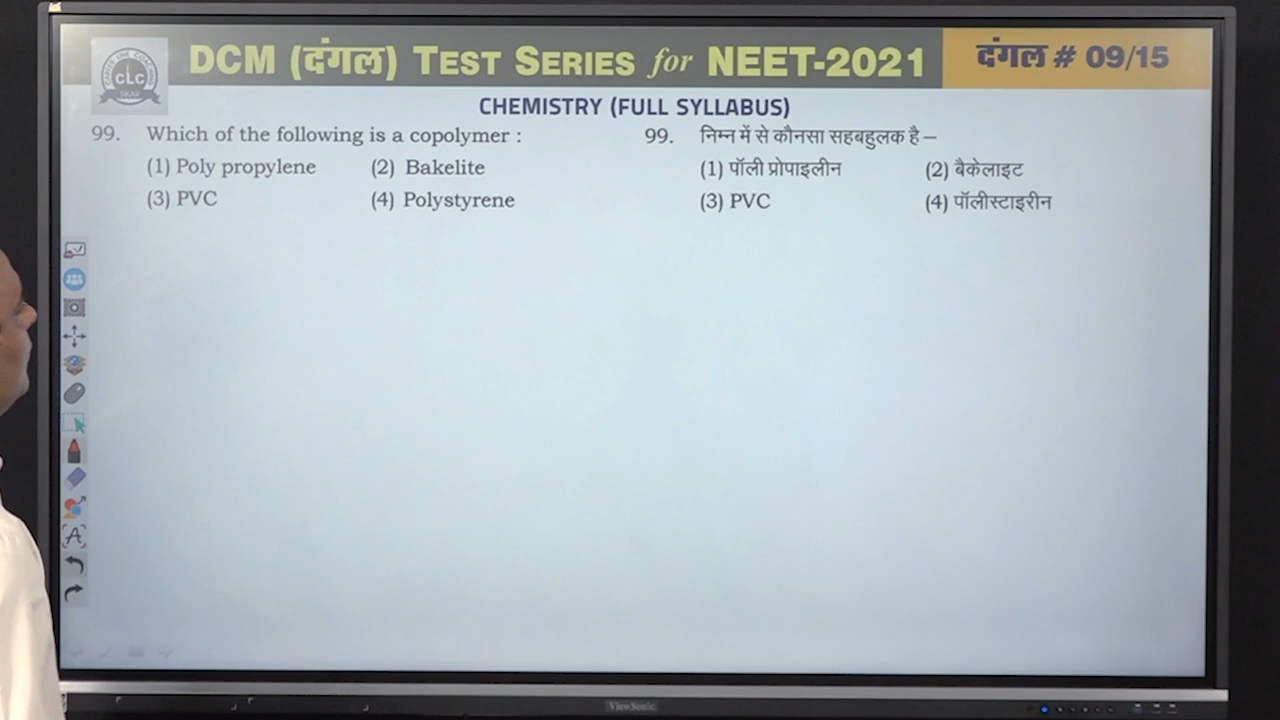 DCM (दंगल) TEST SERIES for NEET-2021
दंगल # 09/15
CLC
SIKAR
CHEMISTRY (FULL SYLLABUS)
99. Which of the following is a copolymer :
(1) Poly propylene (2) Bakelite
(3) PVC (4) Polystyrene
99. निम्न में से कौनसा सहबहुलक है –
(1) पॉली प्रोपाइलीन (2) बैकेलाइट
(3) PVC (4) पॉलीस्टाइरीन
A
ViewSonic